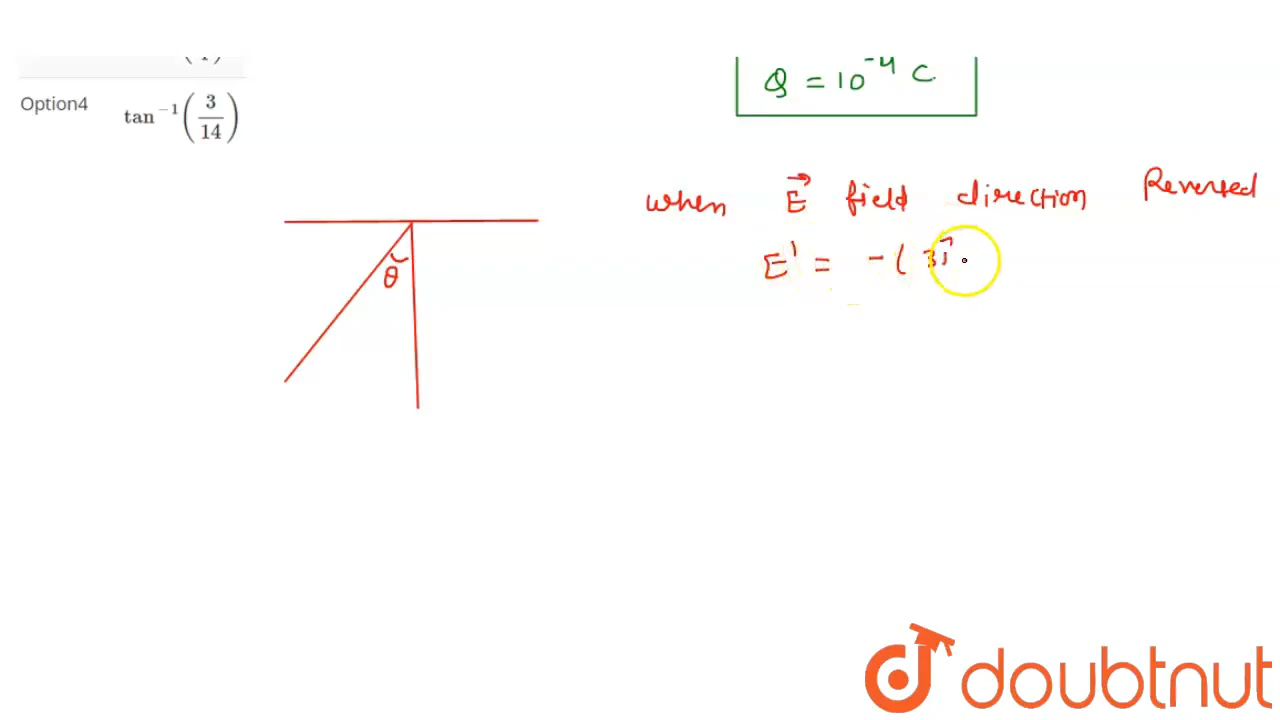 Q = 10⁻⁴ C
Option4 tan⁻¹(3/14)
when E⃗ field direction Reversed
E' = -( 3î
θ
doubtnut